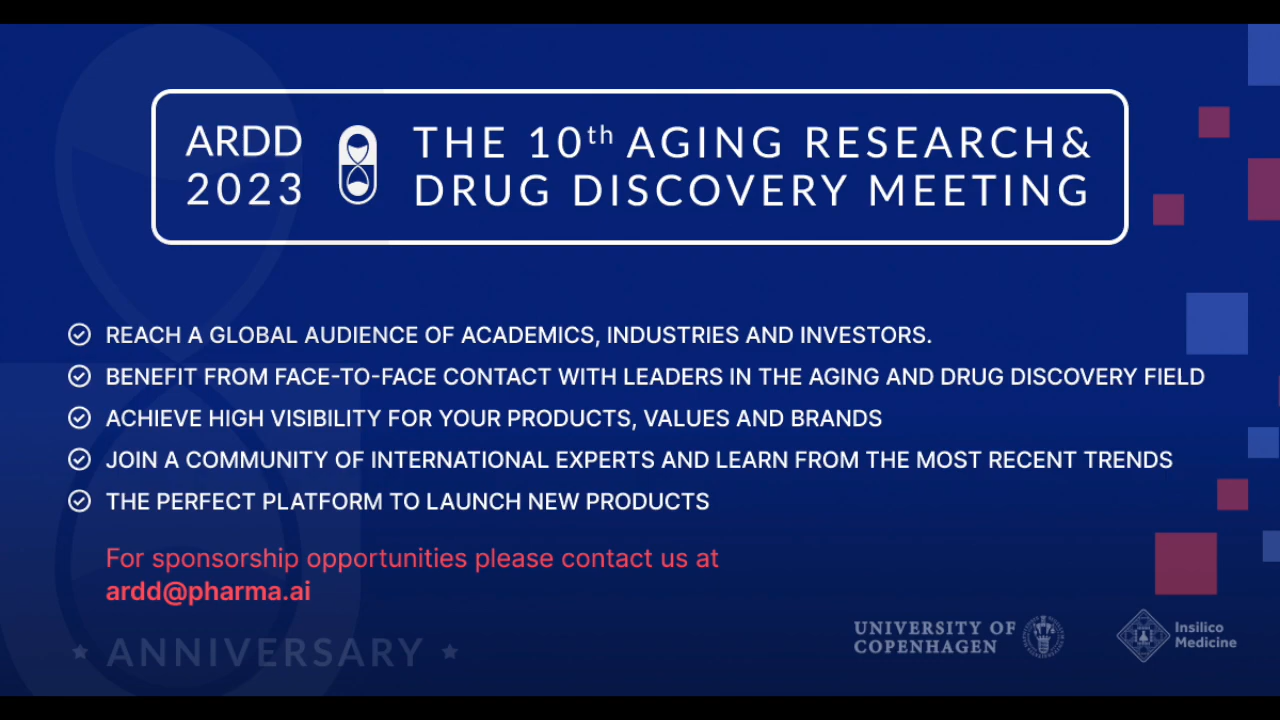 ARDD
2023
THE 10th AGING RESEARCH&
DRUG DISCOVERY MEETING
REACH A GLOBAL AUDIENCE OF ACADEMICS, INDUSTRIES AND INVESTORS.
BENEFIT FROM FACE-TO-FACE CONTACT WITH LEADERS IN THE AGING AND DRUG DISCOVERY FIELD
ACHIEVE HIGH VISIBILITY FOR YOUR PRODUCTS, VALUES AND BRANDS
JOIN A COMMUNITY OF INTERNATIONAL EXPERTS AND LEARN FROM THE MOST RECENT TRENDS
THE PERFECT PLATFORM TO LAUNCH NEW PRODUCTS
For sponsorship opportunities please contact us at
ardd@pharma.ai
ANNIVERSARY
UNIVERSITY OF
COPENHAGEN
Insilico
Medicine